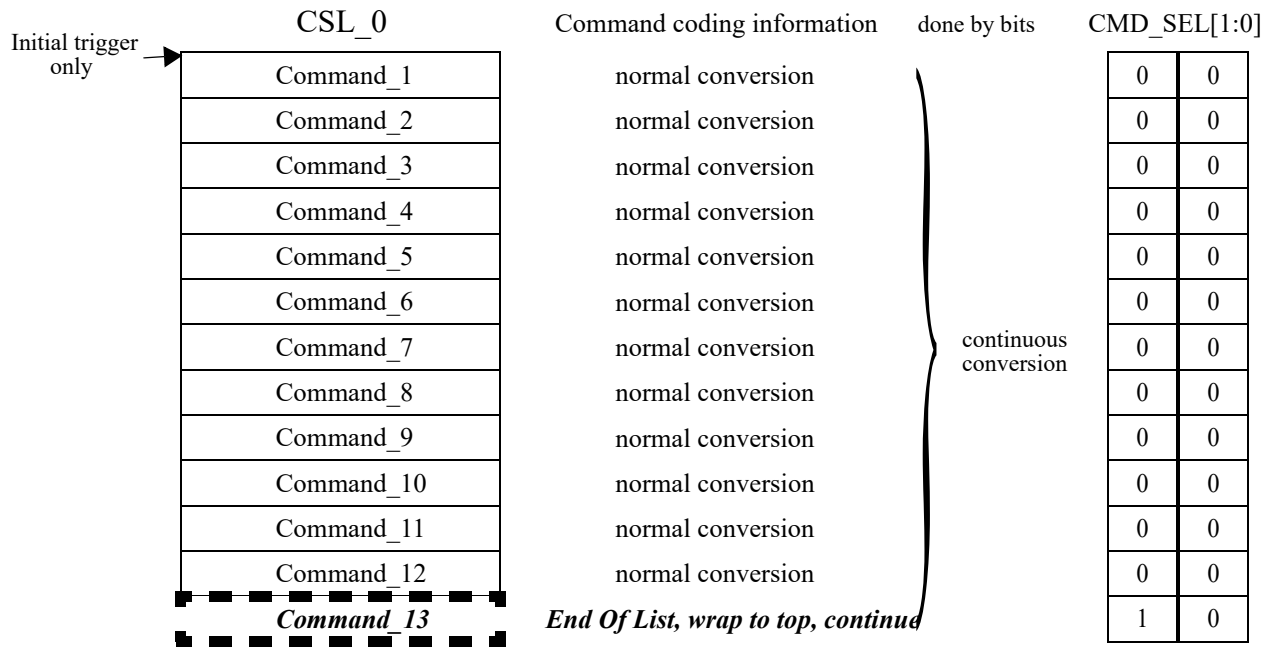 CSL_0 Command coding information done by bits CMD_SEL[1:0]
Initial trigger
only
Command_1 normal conversion 0 0
Command_2 normal conversion 0 0
Command_3 normal conversion 0 0
Command_4 normal conversion 0 0
Command_5 normal conversion 0 0
Command_6 normal conversion 0 0
Command_7 normal conversion continuous 0 0
conversion
Command_8 normal conversion 0 0
Command_9 normal conversion 0 0
Command_10 normal conversion 0 0
Command_11 normal conversion 0 0
Command_12 normal conversion 0 0
Command_13 End Of List, wrap to top, continue 1 0